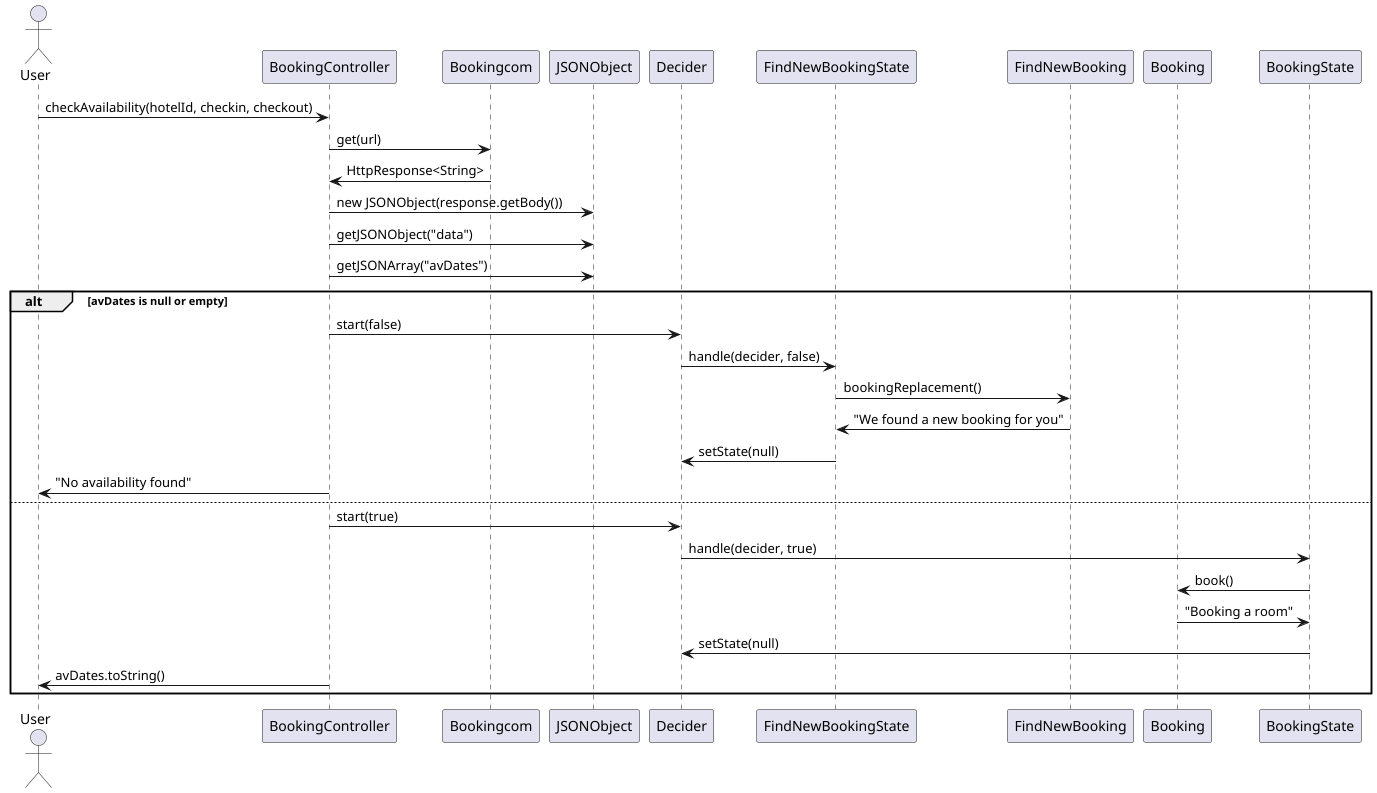 User
BookingController
Bookingcom
JSONObject
Decider
FindNewBookingState
FindNewBooking
Booking
BookingState
checkAvailability(hotelId, checkin, checkout)
get(url)
HttpResponse<String>
new JSONObject(response.getBody())
getJSONObject("data")
getJSONArray("avDates")
alt [avDates is null or empty]
start(false)
handle(decider, false)
bookingReplacement()
"We found a new booking for you"
setState(null)
"No availability found"
start(true)
handle(decider, true)
book()
"Booking a room"
setState(null)
avDates.toString()
User
BookingController
Bookingcom
JSONObject
Decider
FindNewBookingState
FindNewBooking
Booking
BookingState